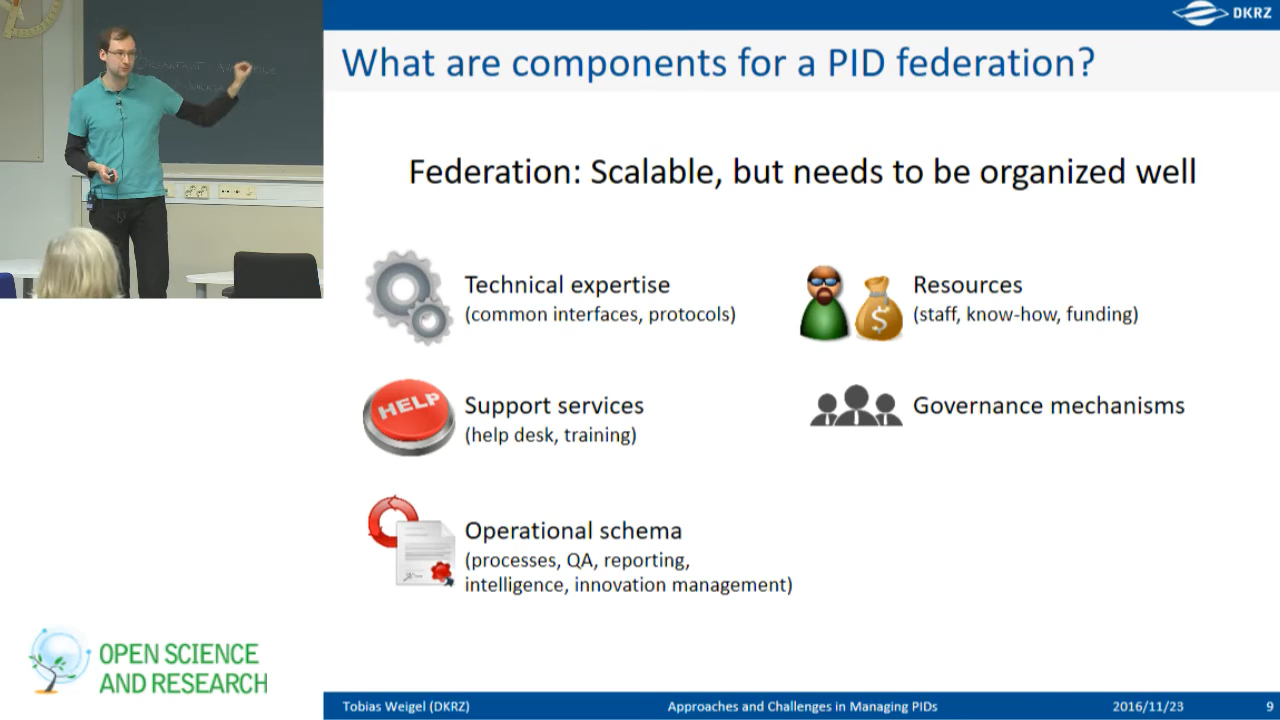 DKRZ
What are components for a PID federation?
Federation: Scalable, but needs to be organized well
Technical expertise
(common interfaces, protocols)
Resources
(staff, know-how, funding)
$
HELP
Support services
(help desk, training)
Governance mechanisms
Operational schema
(processes, QA, reporting,
intelligence, innovation management)
OPEN SCIENCE
AND RESEARCH
Tobias Weigel (DKRZ)
Approaches and Challenges in Managing PIDs
2016/11/23
9